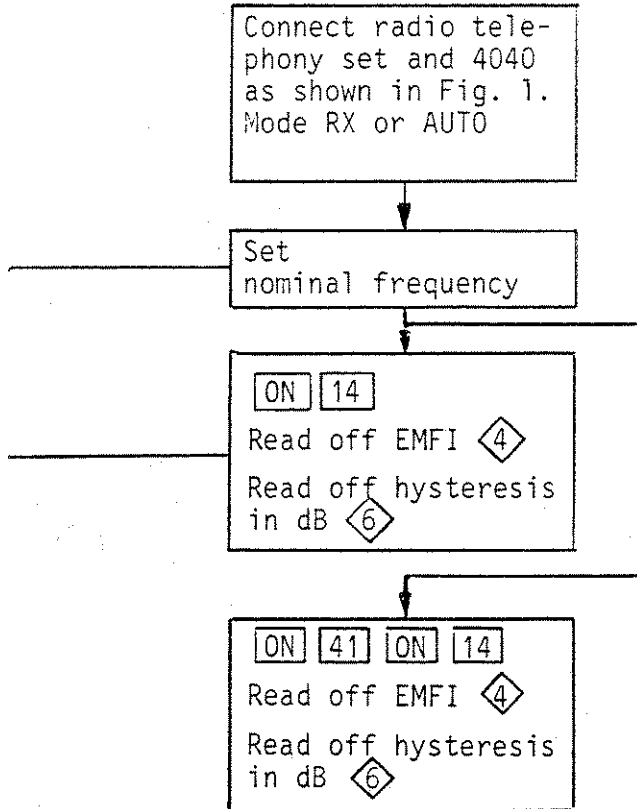 Connect radio tele-
phony set and 4040
as shown in Fig. 1.
Mode RX or AUTO
Set
nominal frequency
ON 14
Read off EMFI 4
Read off hysteresis
in dB 6
ON 41 ON 14
Read off EMFI 4
Read off hysteresis
in dB 6